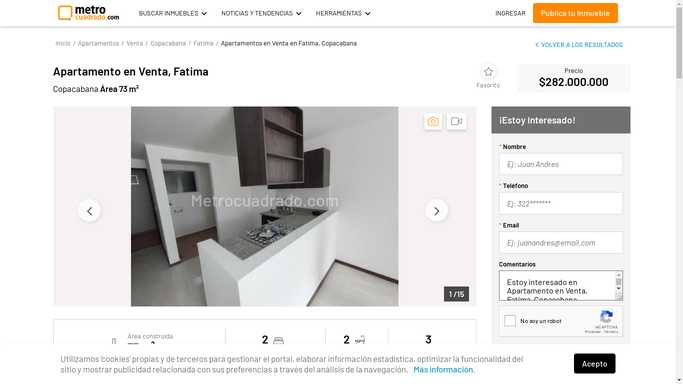 metro
cuadrado.com
BUSCAR INMUEBLES
NOTICIAS Y TENDENCIAS
HERRAMIENTAS
INGRESAR
Publica tu Inmueble
Inicio / Apartamentos / Venta / Copacabana / Fatima / Apartamentos en Venta en Fatima, Copacabana
VOLVER A LOS RESULTADOS
Apartamento en Venta, Fatima
Copacabana Área 73 m²
Favorito
Precio
$282.000.000
Metrocuadrado.com
1 /15
¡Estoy Interesado!
* Nombre
Ej: Juan Andres
* Teléfono
Ej: 322*******
* Email
Ej: juanandres@email.com
Comentarios
Estoy interesado en
Apartamento en Venta,
Fatima, Copacabana
No soy un robot
reCAPTCHA
Privacidad - Términos
Área construida
2
2
3
Utilizamos 'cookies' propias y de terceros para gestionar el portal, elaborar información estadística, optimizar la funcionalidad del
sitio y mostrar publicidad relacionada con sus preferencias a través del análisis de la navegación. Más información.
Acepto